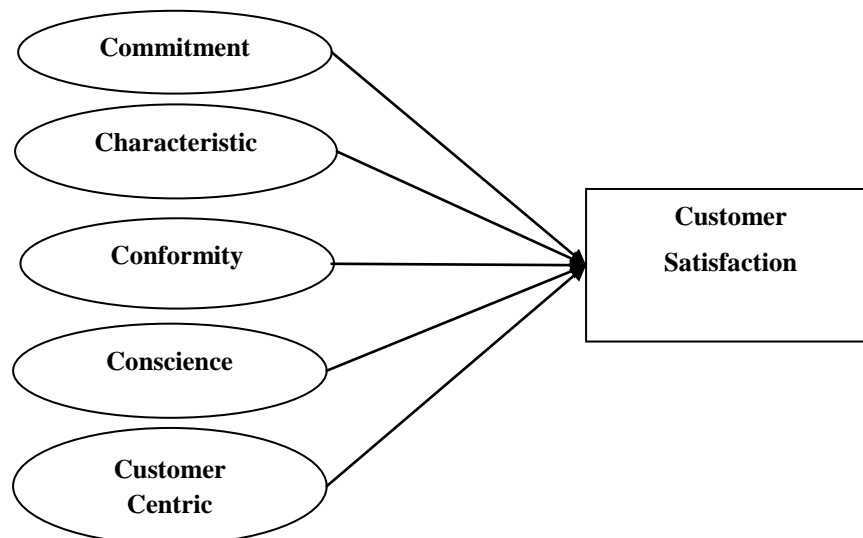 Commitment
Characteristic
Conformity
Conscience
Customer
Centric
Customer
Satisfaction